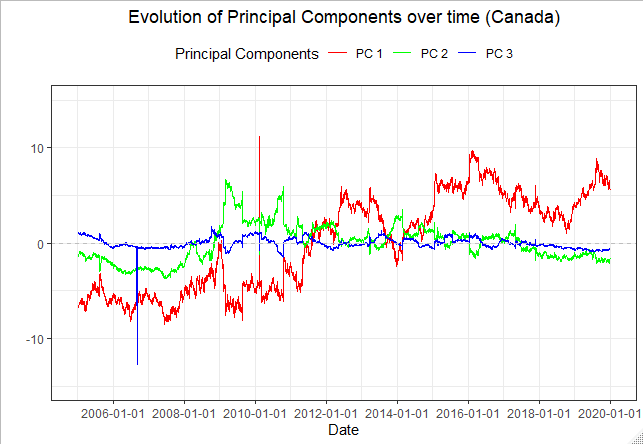 Evolution of Principal Components over time (Canada)
Principal Components PC 1 PC 2 PC 3
10
0
-10
2006-01-01 2008-01-01 2010-01-01 2012-01-01 2014-01-01 2016-01-01 2018-01-01 2020-01-01
Date